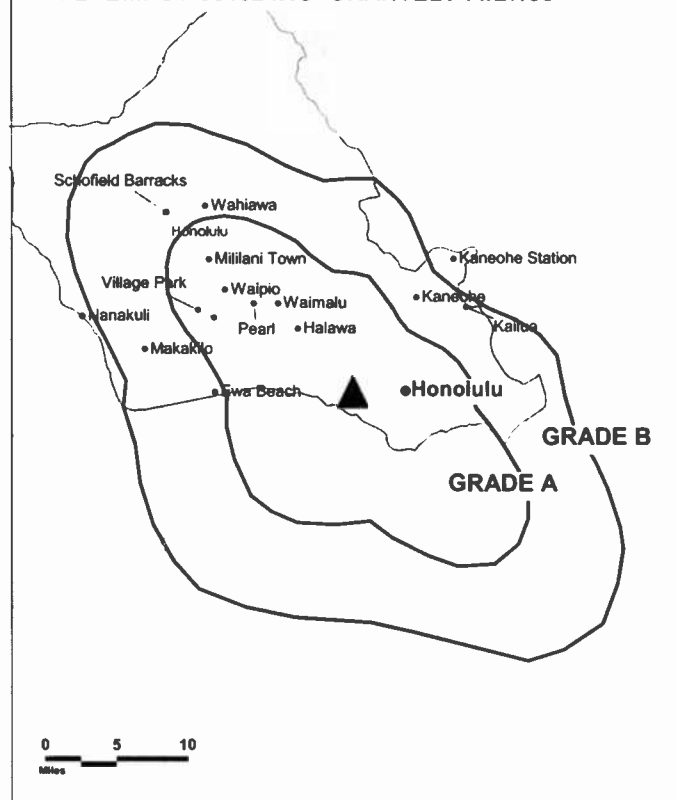 Schofield Barracks
Wahiawa
Honolulu
Mililani Town
Kaneohe Station
Village Park
Waipio
Kaneohe
Waimalu
Nanakuli
Pearl
Halawa
Kailua
Makakilo
Ewa Beach
Honolulu
GRADE B
GRADE A
0 5 10
Miles